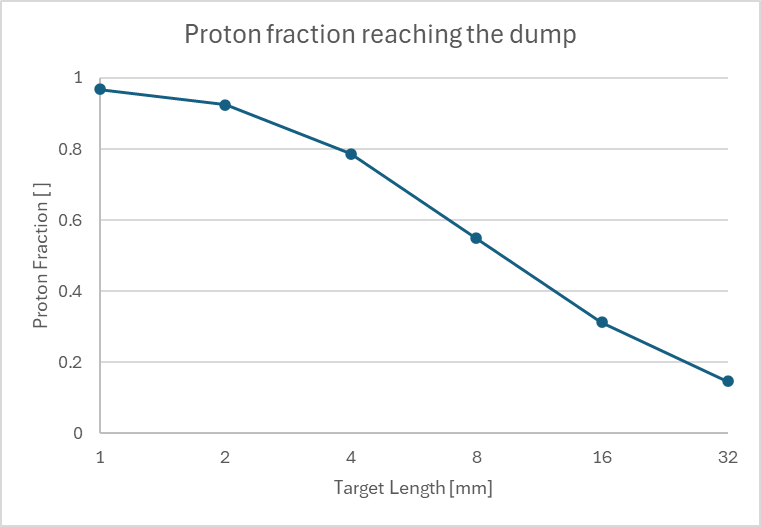 Proton fraction reaching the dump
1
0.8
0.6
0.4
0.2
0
Proton Fraction [ ]
1 2 4 8 16 32
Target Length [mm]